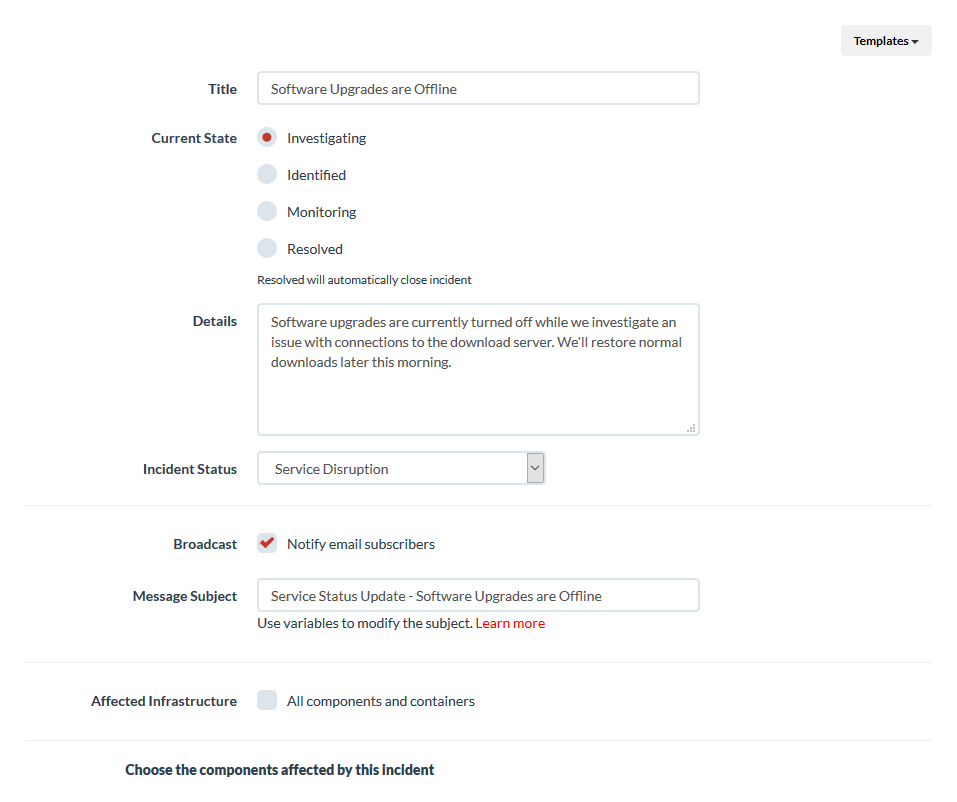 Templates
Title
Software Upgrades are Offline
Current State
Investigating
Identified
Monitoring
Resolved
Resolved will automatically close incident
Details
Software upgrades are currently turned off while we investigate an
issue with connections to the download server. We'll restore normal
downloads later this morning.
Incident Status
Service Disruption
Broadcast
Notify email subscribers
Message Subject
Service Status Update - Software Upgrades are Offline
Use variables to modify the subject. Learn more
Affected Infrastructure
All components and containers
Choose the components affected by this incident